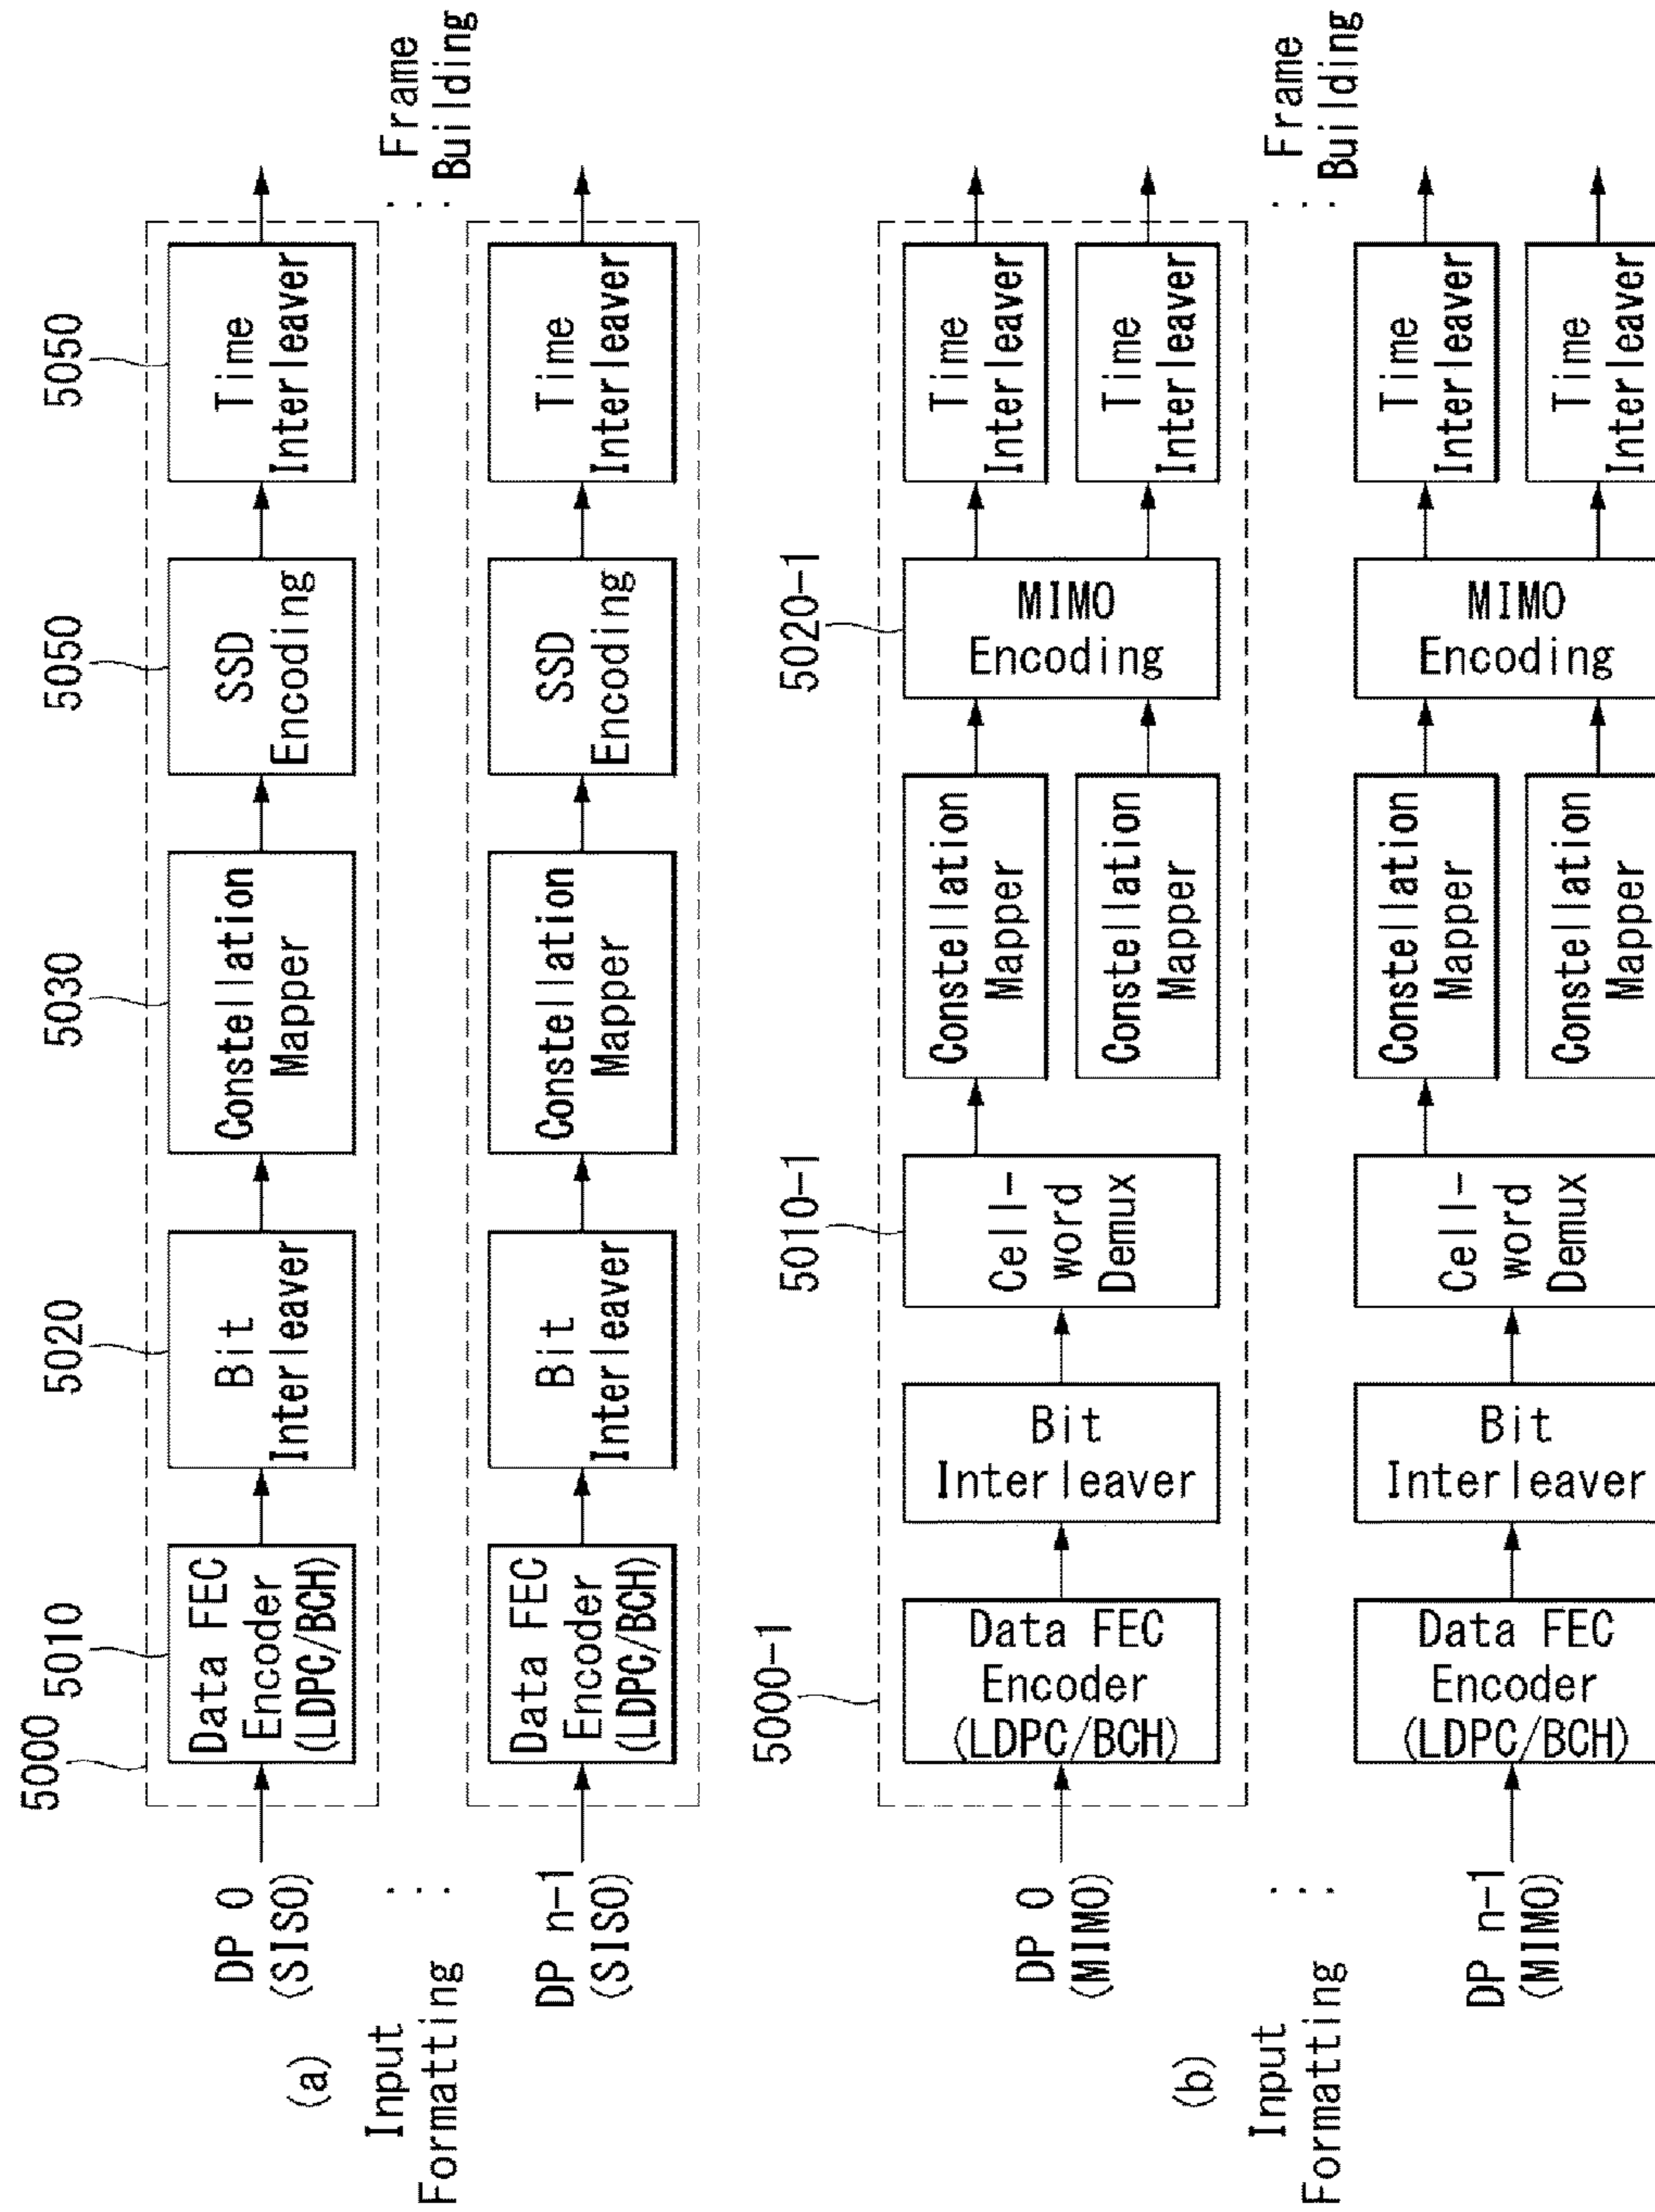 (a)
Input
Formatting
DP 0
(SISO)
5000
5010
Data FEC
Encoder
(LDPC/BCH)
5020
Bit
Interleaver
5030
Constellation
Mapper
5050
SSD
Encoding
5050
Time
Interleaver
...
Frame
Building
...
DP n-1
(SISO)
Data FEC
Encoder
(LDPC/BCH)
Bit
Interleaver
Constellation
Mapper
SSD
Encoding
Time
Interleaver
(b)
Input
Formatting
DP 0
(MIMO)
5000-1
Data FEC
Encoder
(LDPC/BCH)
Bit
Interleaver
5010-1
Cell-
word
Demux
Constellation
Mapper
Constellation
Mapper
5020-1
MIMO
Encoding
Time
Interleaver
Time
Interleaver
...
Frame
Building
...
DP n-1
(MIMO)
Data FEC
Encoder
(LDPC/BCH)
Bit
Interleaver
Cell-
word
Demux
Constellation
Mapper
Constellation
Mapper
MIMO
Encoding
Time
Interleaver
Time
Interleaver